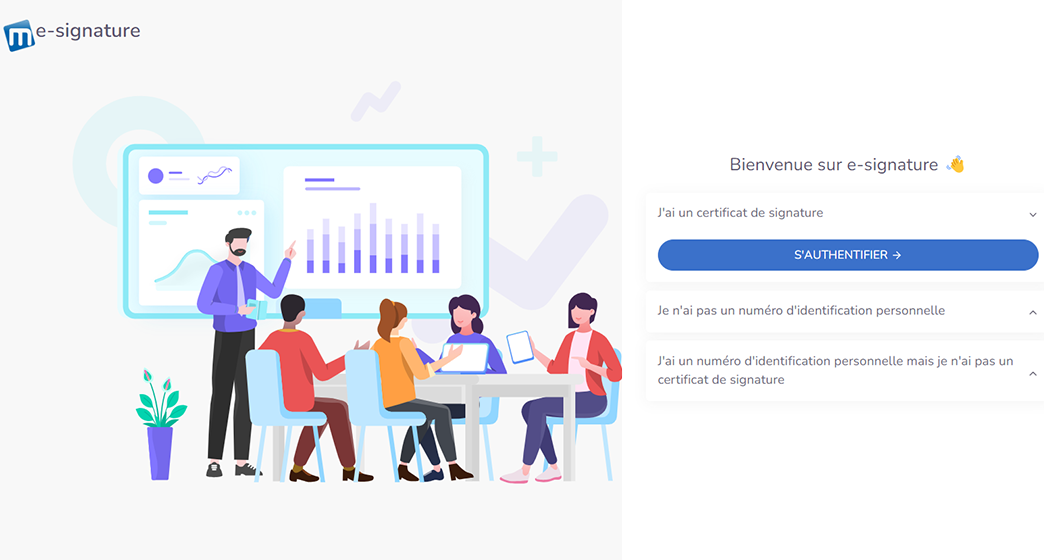 m e-signature
Bienvenue sur e-signature 👋
J'ai un certificat de signature
S'AUTHENTIFIER →
Je n'ai pas un numéro d'identification personnelle
J'ai un numéro d'identification personnelle mais je n'ai pas un
certificat de signature